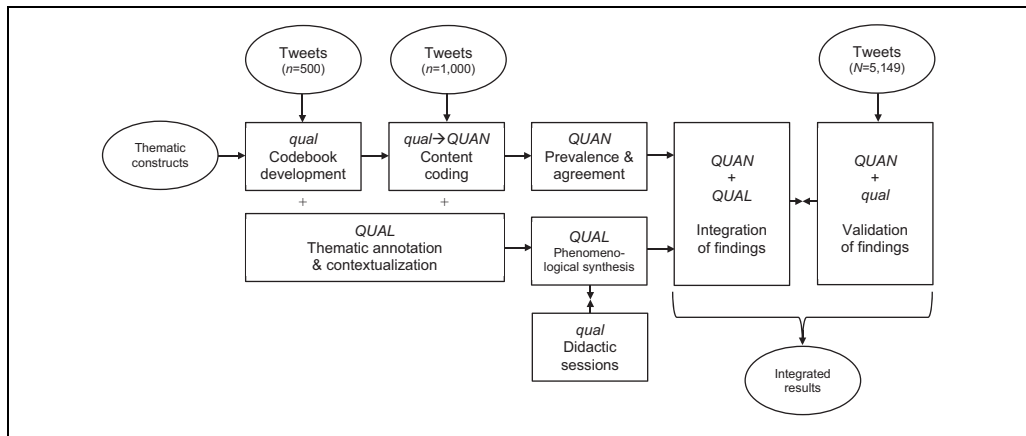 Tweets
(n=500)
Tweets
(n=1,000)
Tweets
(N=5,149)
Thematic
constructs
qual
Codebook
development
qual→QUAN
Content
coding
QUAN
Prevalence &
agreement
QUAN
+
QUAL
Integration
of findings
QUAN
+
qual
Validation
of findings
+
+
QUAL
Thematic annotation
& contextualization
QUAL
Phenomeno-
logical synthesis
qual
Didactic
sessions
Integrated
results